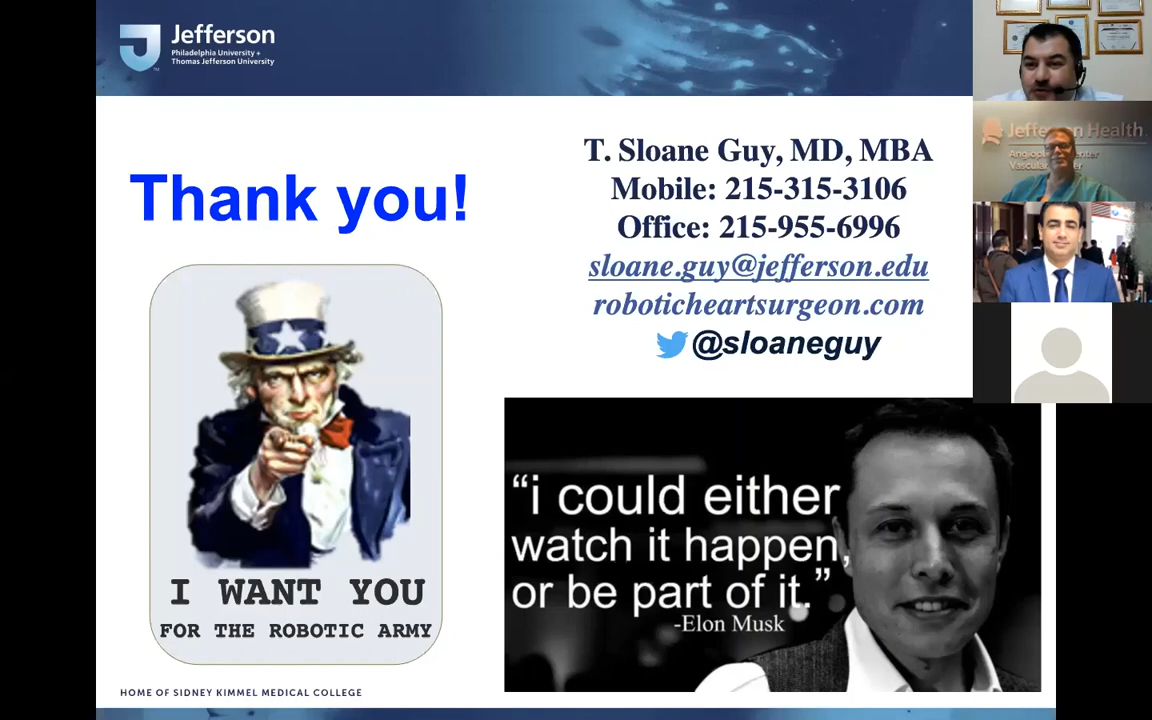 Jefferson
Philadelphia University +
Thomas Jefferson University
Thank you!
T. Sloane Guy, MD, MBA
Mobile: 215-315-3106
Office: 215-955-6996
sloane.guy@jefferson.edu
roboticheartsurgeon.com
@sloaneguy
I WANT YOU
FOR THE ROBOTIC ARMY
“i could either
watch it happen,
or be part of it.”
-Elon Musk
HOME OF SIDNEY KIMMEL MEDICAL COLLEGE
Jefferson Health.